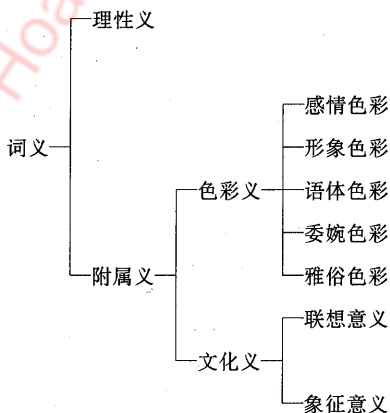 Hoa
理性义
感情色彩
形象色彩
词义
色彩义
语体色彩
委婉色彩
附属义
雅俗色彩
联想意义
文化义
象征意义